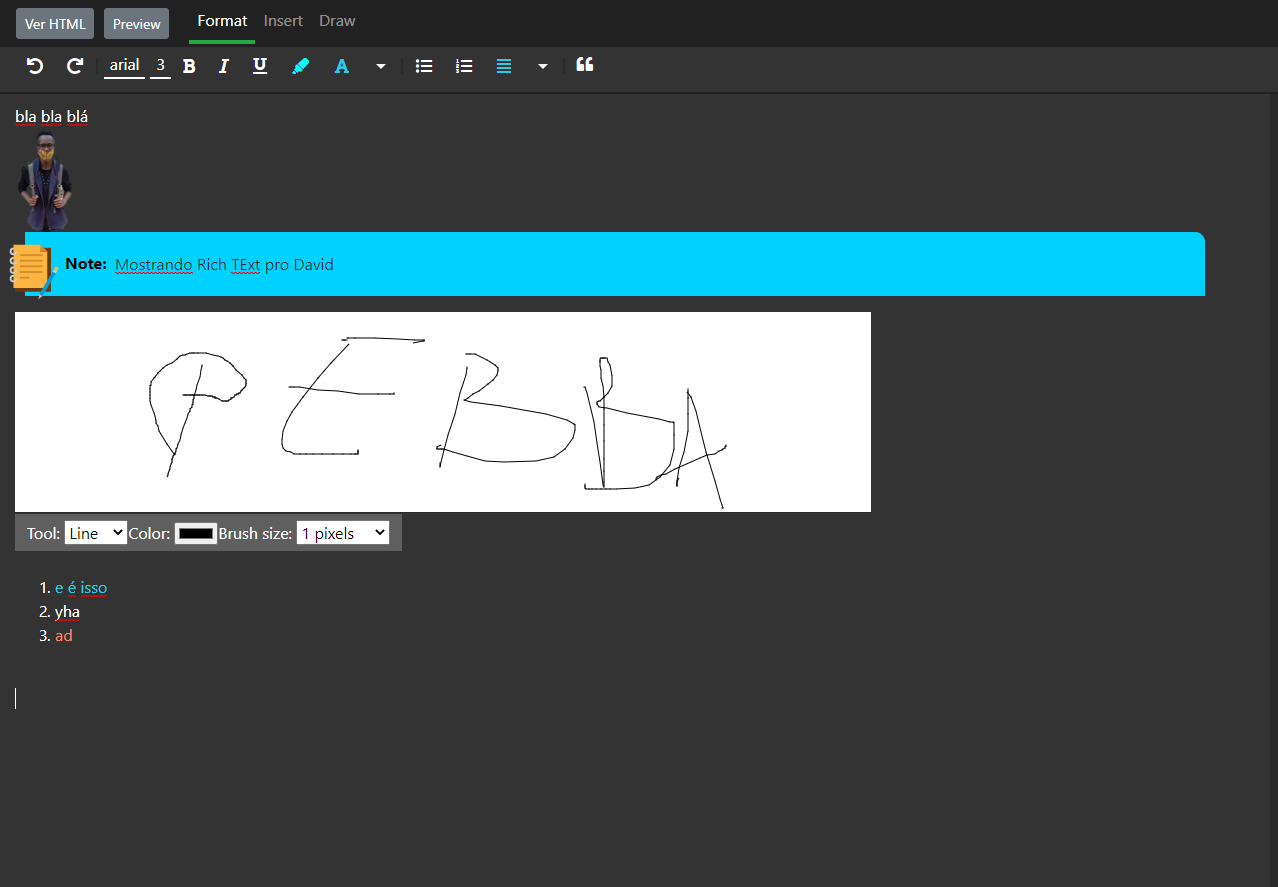 Ver HTML Preview Format Insert Draw
arial 3 B I U A
bla bla blá
Note: Mostrando Rich TExt pro David
PEBBA
Tool: Line Color: Brush size: 1 pixels
1. e é isso
2. yha
3. ad